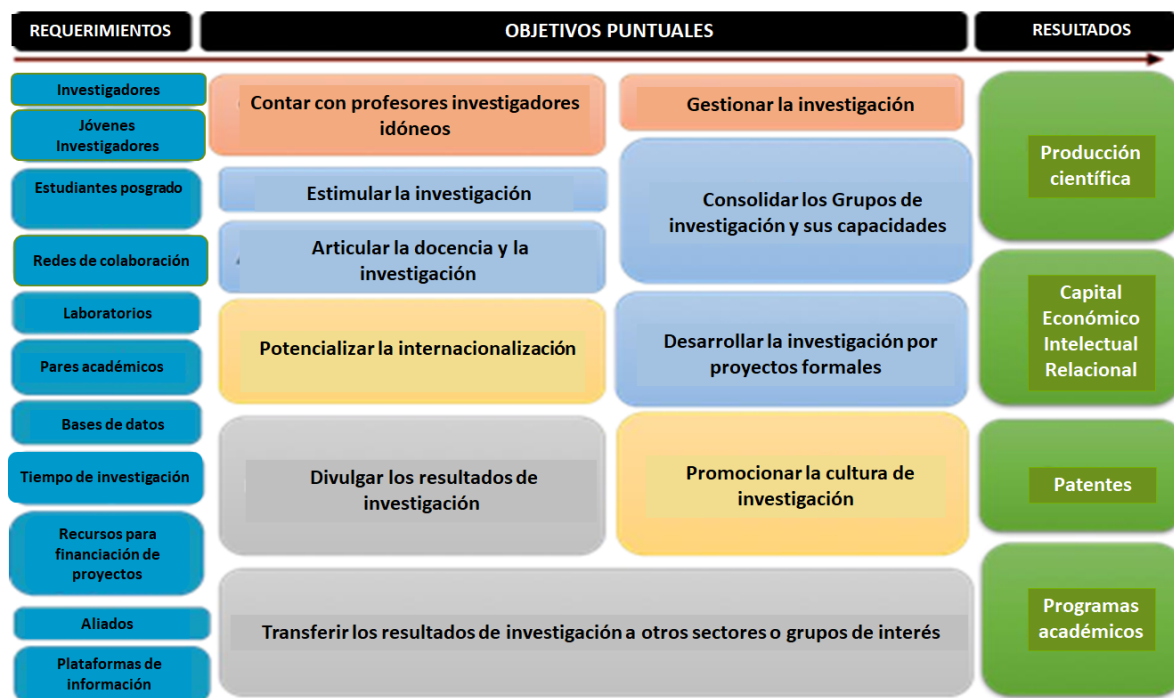 REQUERIMIENTOS
OBJETIVOS PUNTUALES
RESULTADOS
Investigadores
Jóvenes
Investigadores
Estudiantes posgrado
Redes de colaboración
Laboratorios
Pares académicos
Bases de datos
Tiempo de investigación
Recursos para
financiación de
proyectos
Aliados
Plataformas de
información
Contar con profesores investigadores
idóneos
Estimular la investigación
Articular la docencia y la
investigación
Potencializar la internacionalización
Divulgar los resultados de
investigación
Gestionar la investigación
Consolidar los Grupos de
investigación y sus capacidades
Desarrollar la investigación por
proyectos formales
Promocionar la cultura de
investigación
Transferir los resultados de investigación a otros sectores o grupos de interés
Producción
científica
Capital
Económico
Intelectual
Relacional
Patentes
Programas
académicos